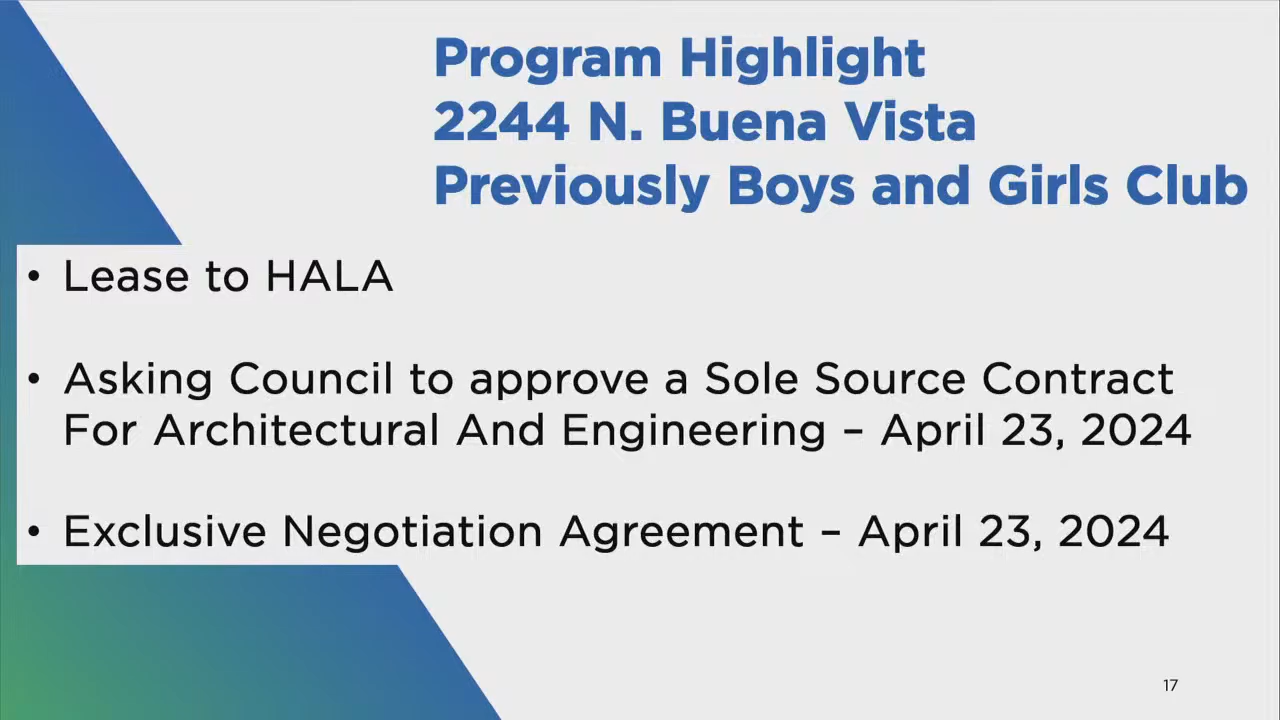 Program Highlight
2244 N. Buena Vista
Previously Boys and Girls Club
• Lease to HALA
• Asking Council to approve a Sole Source Contract
For Architectural And Engineering – April 23, 2024
• Exclusive Negotiation Agreement – April 23, 2024
17